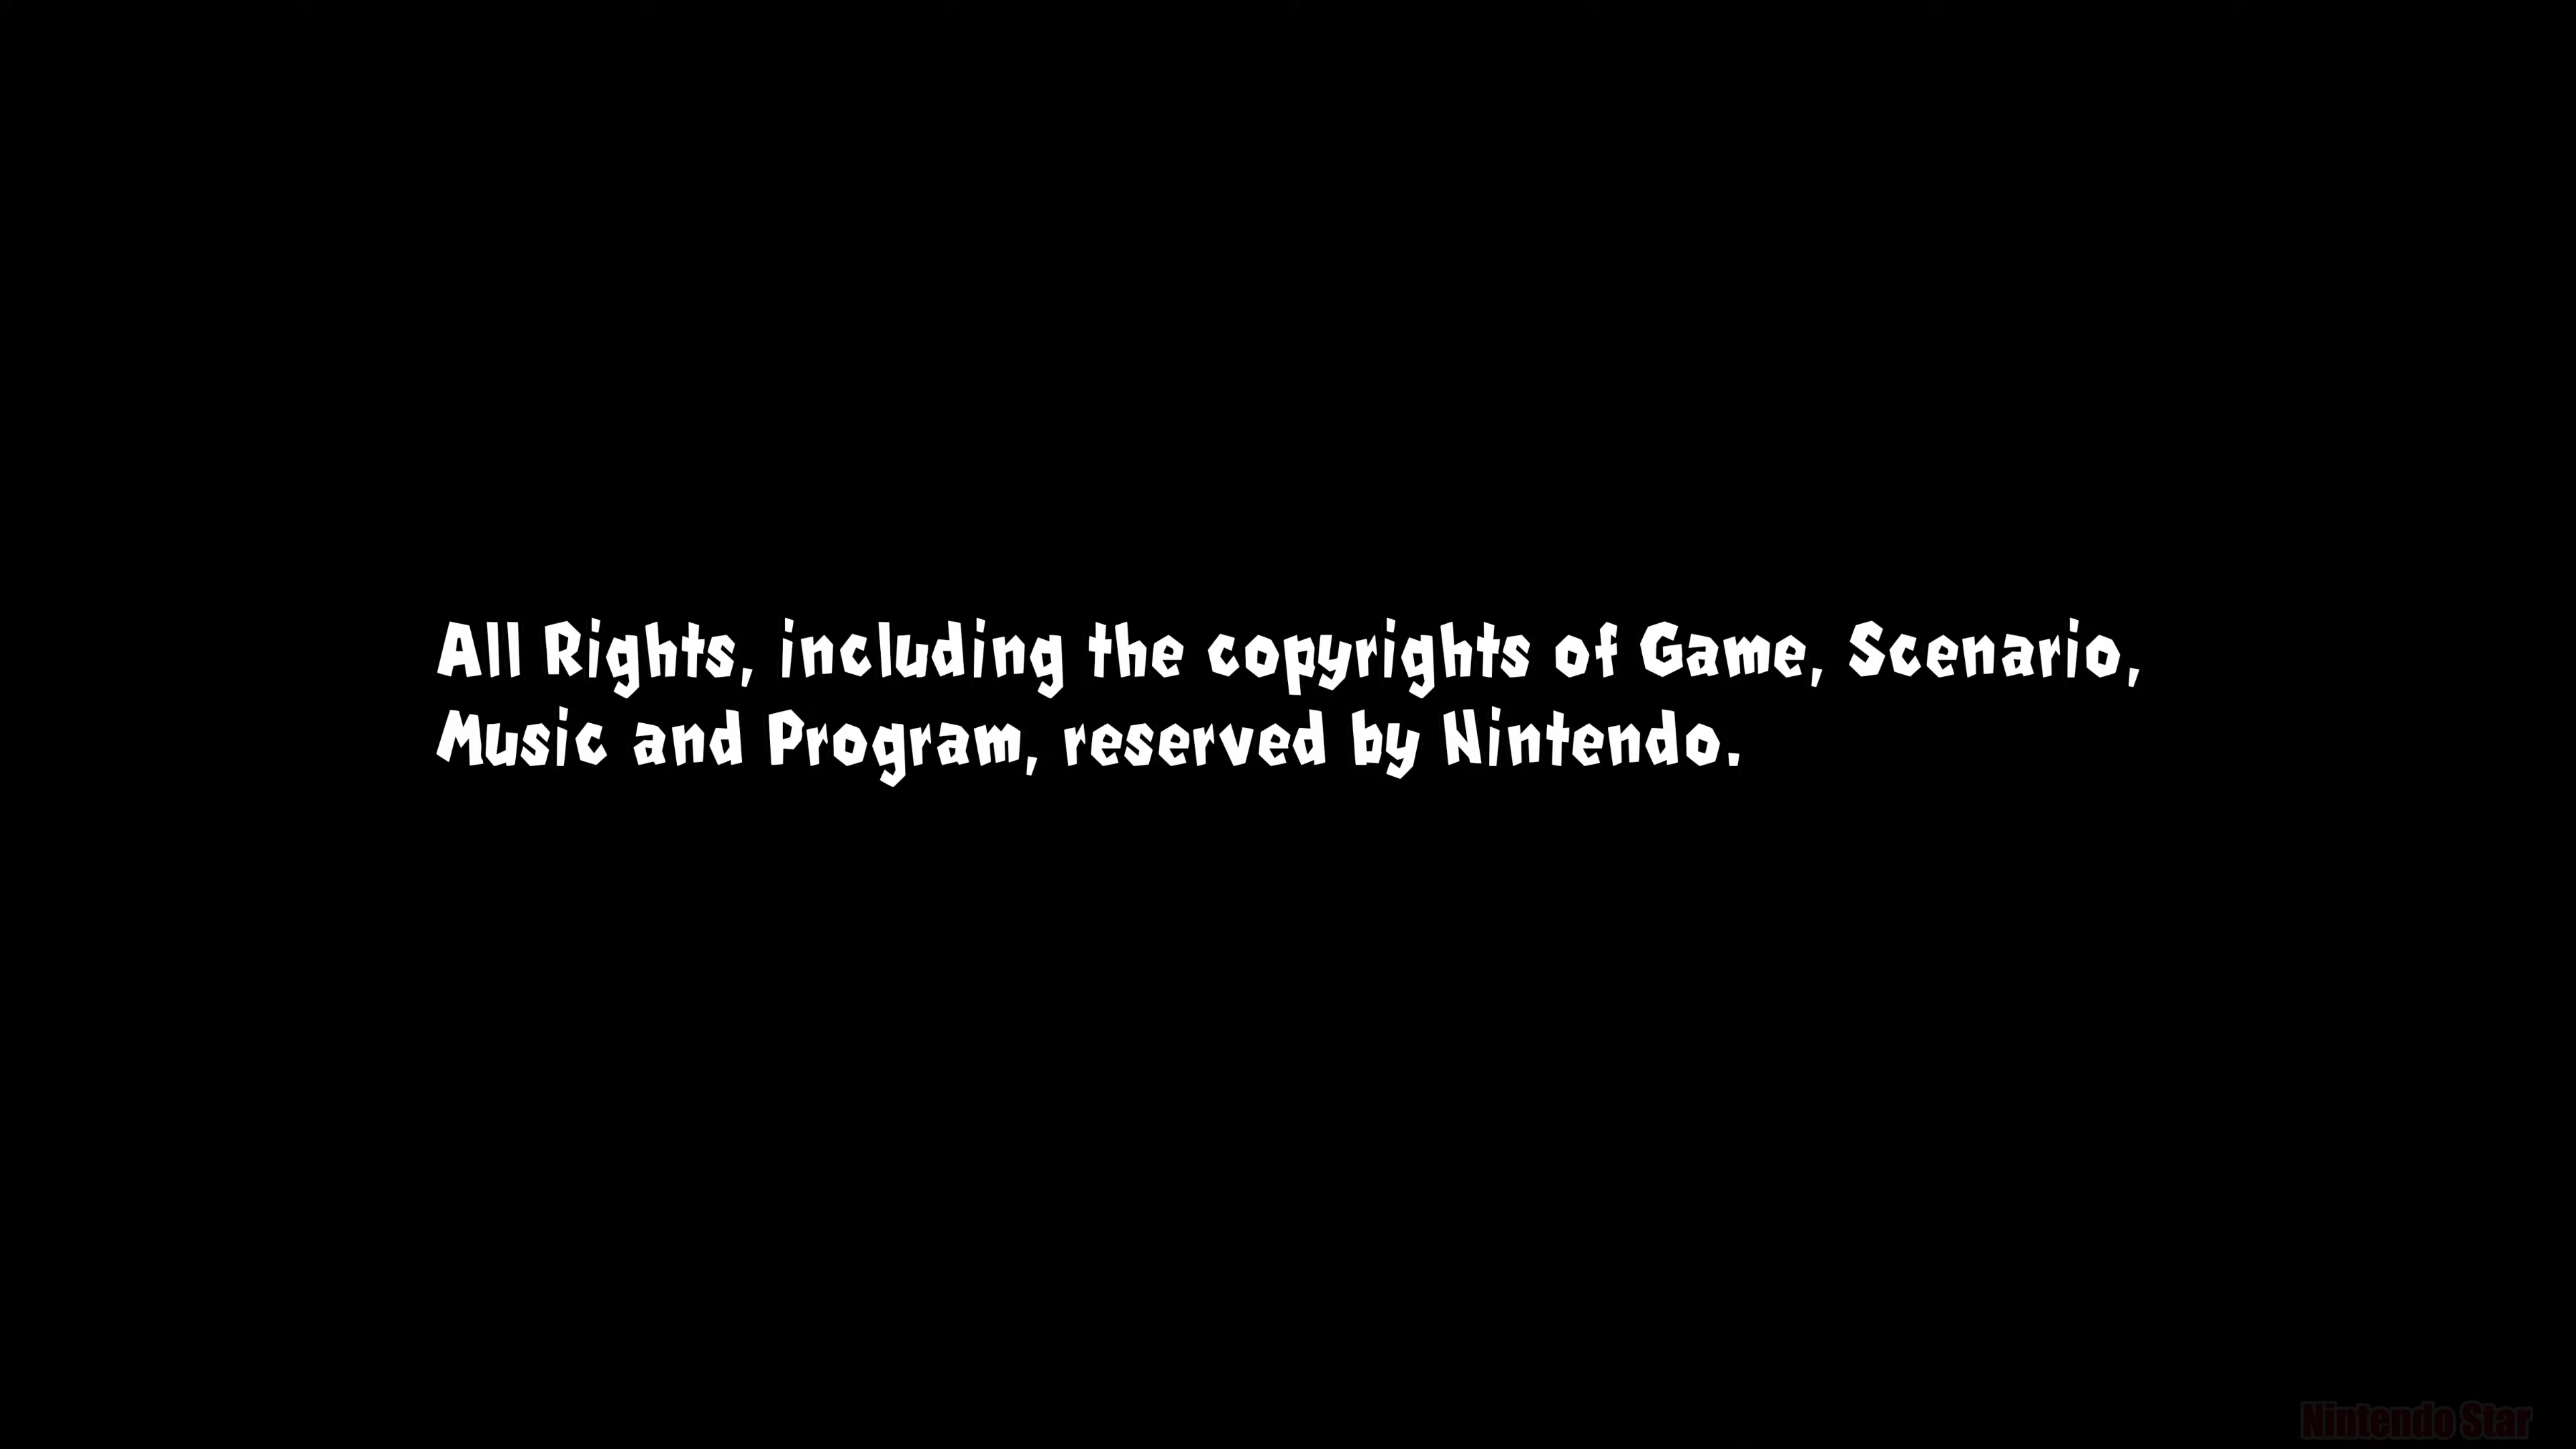 All Rights, including the copyrights of Game, Scenario,
Music and Program, reserved by Nintendo.
Nintendo Star